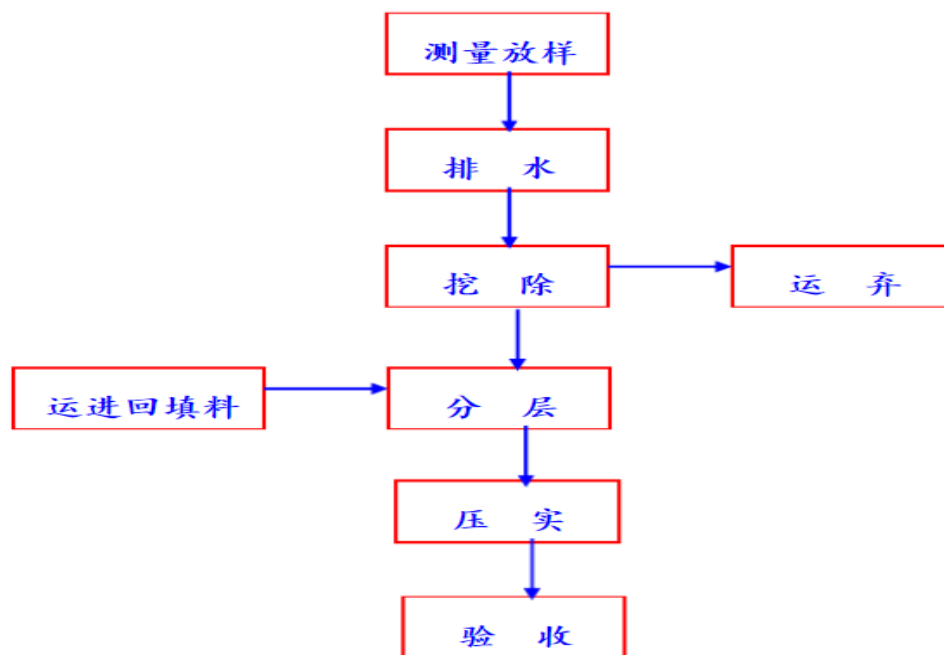 测量放样
排 水
挖 除
运 弃
运进回填料
分 层
压 实
验 收